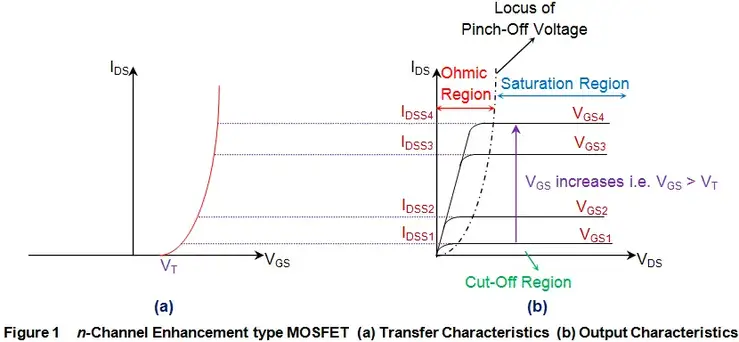 Locus of
Pinch-Off Voltage
IDS
IDS
Ohmic
Region
Saturation Region
IDSS4
VGS4
IDSS3
VGS3
VGS increases i.e. VGS > VT
IDSS2
VGS2
IDSS1
VGS1
VT
VGS
VDS
Cut-Off Region
(a)
(b)
Figure 1 n-Channel Enhancement type MOSFET (a) Transfer Characteristics (b) Output Characteristics